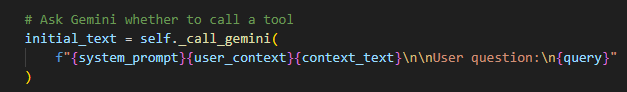 # Ask Gemini whether to call a tool
initial_text = self._call_gemini(
f"{system_prompt}{user_context}{context_text}\n\nUser question:\n{query}"
)